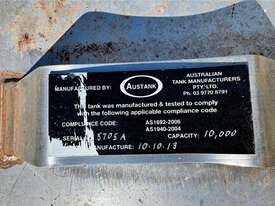 MANUFACTURED BY:
AUSTANK
AUSTRALIAN
TANK MANUFACTURERS
PTY/LTD.
Ph. 03 9770 8791
This tank was manufactured & tested to comply
with the following applicable compliance code.
COMPLIANCE CODE:
AS1692-2006
AS1940-2004
SERIAL 5705A
CAPACITY 10,000
MANUFACTURE: 10.10.13